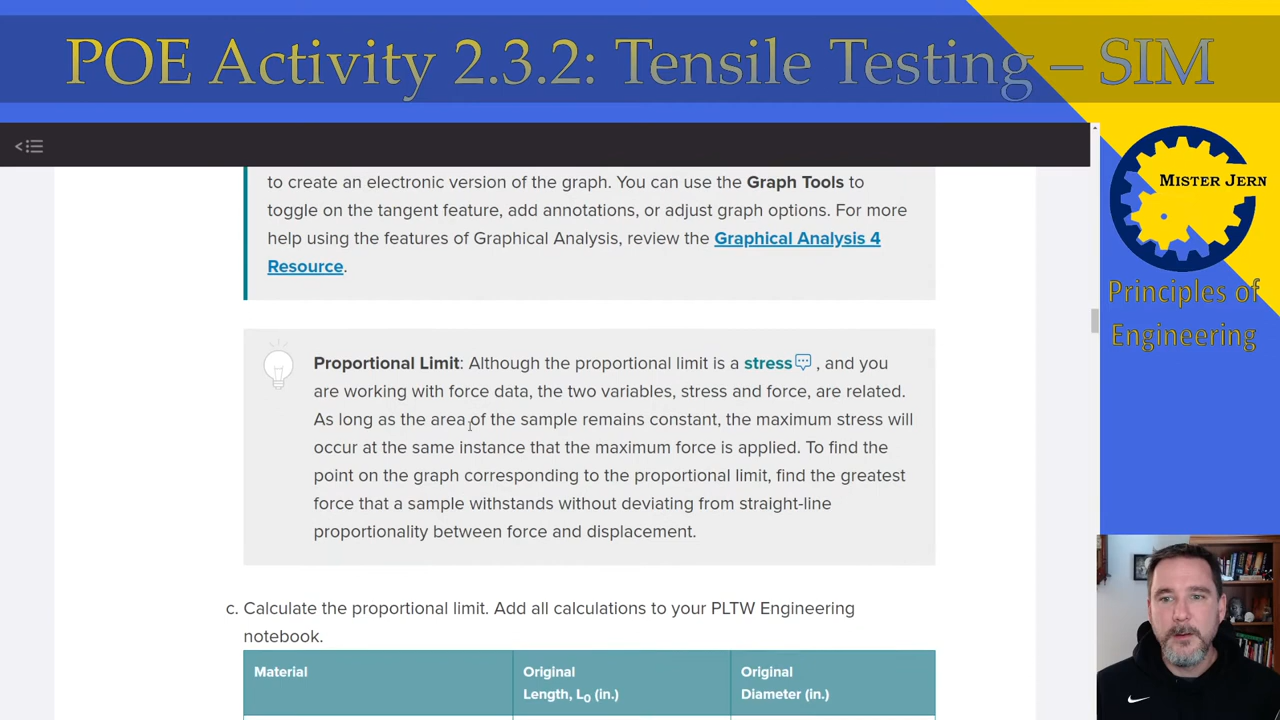 POE Activity 2.3.2: Tensile Testing – SIM
MISTER JERN
Principles of
Engineering
to create an electronic version of the graph. You can use the Graph Tools to
toggle on the tangent feature, add annotations, or adjust graph options. For more
help using the features of Graphical Analysis, review the Graphical Analysis 4
Resource.
Proportional Limit: Although the proportional limit is a stress , and you
are working with force data, the two variables, stress and force, are related.
As long as the area of the sample remains constant, the maximum stress will
occur at the same instance that the maximum force is applied. To find the
point on the graph corresponding to the proportional limit, find the greatest
force that a sample withstands without deviating from straight-line
proportionality between force and displacement.
c. Calculate the proportional limit. Add all calculations to your PLTW Engineering
notebook.
Material
Original
Length, L0 (in.)
Original
Diameter (in.)